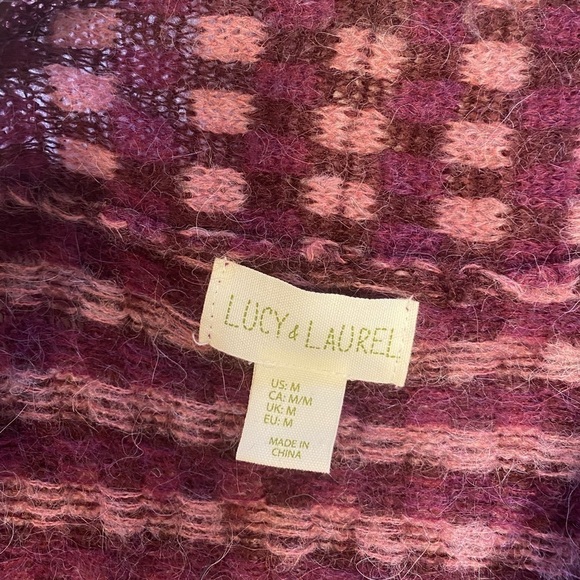 LUCY & LAUREL
US: M
CA: M/M
UK: M
EU: M
MADE IN
CHINA